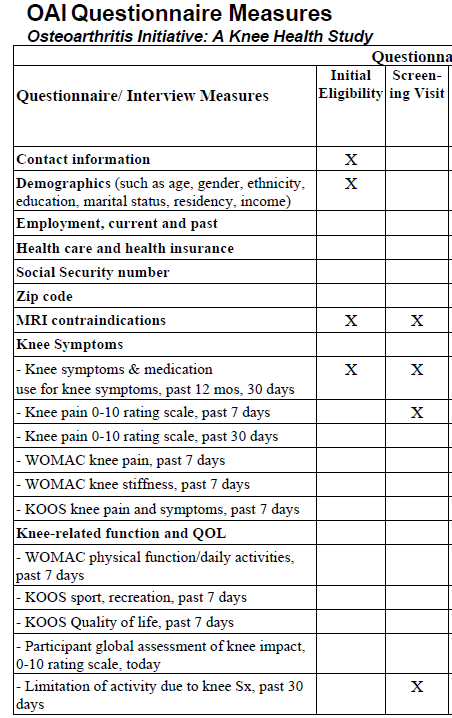 OAI Questionnaire Measures
Osteoarthritis Initiative: A Knee Health Study
Questionna
Questionnaire/ Interview Measures
Initial
Eligibility
Screen-
ing Visit
Contact information X
Demographics (such as age, gender, ethnicity, X
education, marital status, residency, income)
Employment, current and past
Health care and health insurance
Social Security number
Zip code
MRI contraindications X X
Knee Symptoms
- Knee symptoms & medication X X
use for knee symptoms, past 12 mos, 30 days
- Knee pain 0-10 rating scale, past 7 days X
- Knee pain 0-10 rating scale, past 30 days
- WOMAC knee pain, past 7 days
- WOMAC knee stiffness, past 7 days
- KOOS knee pain and symptoms, past 7 days
Knee-related function and QOL
- WOMAC physical function/daily activities,
past 7 days
- KOOS sport, recreation, past 7 days
- KOOS Quality of life, past 7 days
- Participant global assessment of knee impact,
0-10 rating scale, today
- Limitation of activity due to knee Sx, past 30 X
days